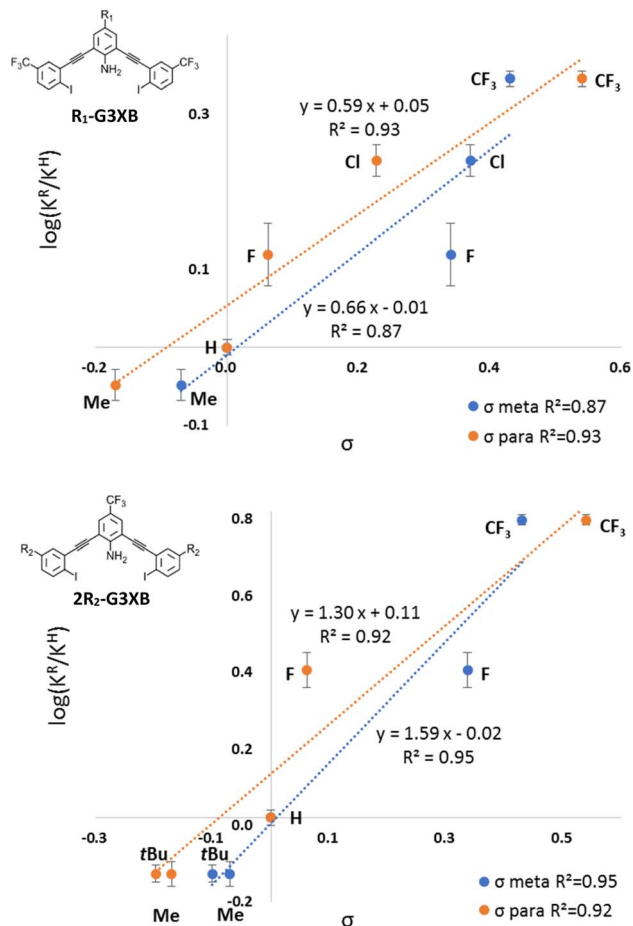 R₁
F₃C
CF₃
NH₂
I
I
R₁-G3XB
log(Kᴿ/Kᴴ)
0.3
0.1
-0.1
-0.2
0.0
0.2
0.4
0.6
y = 0.59 x + 0.05
R² = 0.93
y = 0.66 x - 0.01
R² = 0.87
CF₃
CF₃
Cl
Cl
F
F
H
Me
Me
σ meta R²=0.87
σ para R²=0.93
σ
CF₃
R₂
R₂
NH₂
I
I
2R₂-G3XB
log(Kᴿ/Kᴴ)
0.8
0.6
0.4
0.2
0.0
-0.2
-0.3
-0.1
0.1
0.3
0.5
y = 1.30 x + 0.11
R² = 0.92
y = 1.59 x - 0.02
R² = 0.95
CF₃
CF₃
F
F
H
tBu
tBu
Me
Me
σ meta R²=0.95
σ para R²=0.92
σ